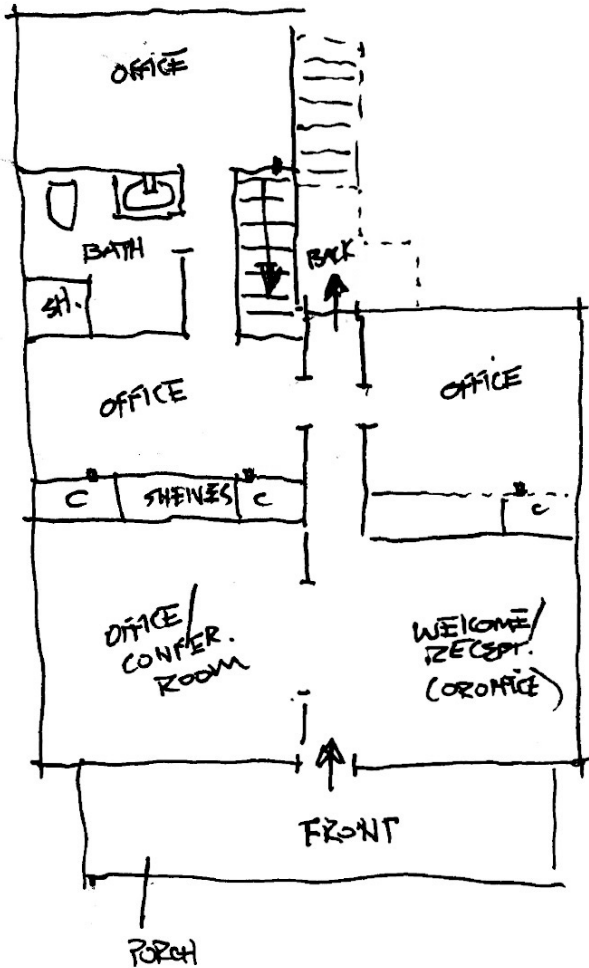 OFFICE
BACK
BATH
SH.
OFFICE
OFFICE
C
SHELVES
C
C
OFFICE/
CONFER.
ROOM
WELCOME/
RECEPT.
(OR OFFICE)
FRONT
PORCH